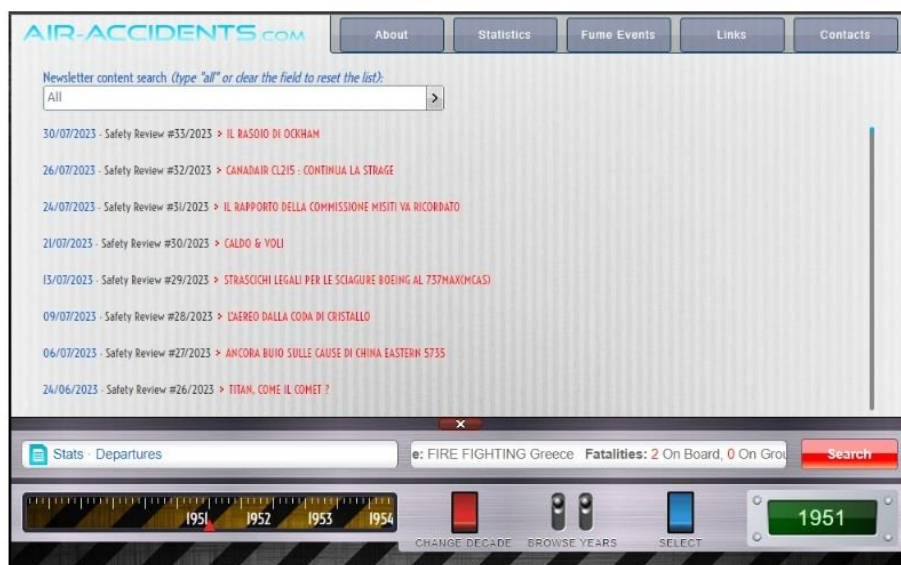 AIR-ACCIDENTS.COM
About
Statistics
Fume Events
Links
Contacts
Newsletter content search (type "all" or clear the field to reset the list):
All
30/07/2023 - Safety Review #33/2023 > IL RASOIO DI OCKHAM
26/07/2023 - Safety Review #32/2023 > CANADAIR CL215 : CONTINUA LA STRAGE
24/07/2023 - Safety Review #31/2023 > IL RAPPORTO DELLA COMMISSIONE MISITI VA RICORDATO
21/07/2023 - Safety Review #30/2023 > CALDO & VOLI
13/07/2023 - Safety Review #29/2023 > STRASCICHI LEGALI PER LE SCIAGURE BOEING AL 737MAX(MCAS)
09/07/2023 - Safety Review #28/2023 > L'AEREO DALLA CODA DI CRISTALLO
06/07/2023 - Safety Review #27/2023 > ANCORA BUIO SULLE CAUSE DI CHINA EASTERN 5735
24/06/2023 - Safety Review #26/2023 > TITAN, COME IL COMET ?
X
Stats - Departures
e: FIRE FIGHTING Greece Fatalities: 2 On Board, 0 On Grou
Search
1951 1952 1953 1954
CHANGE DECADE
BROWSE YEARS
SELECT
1951